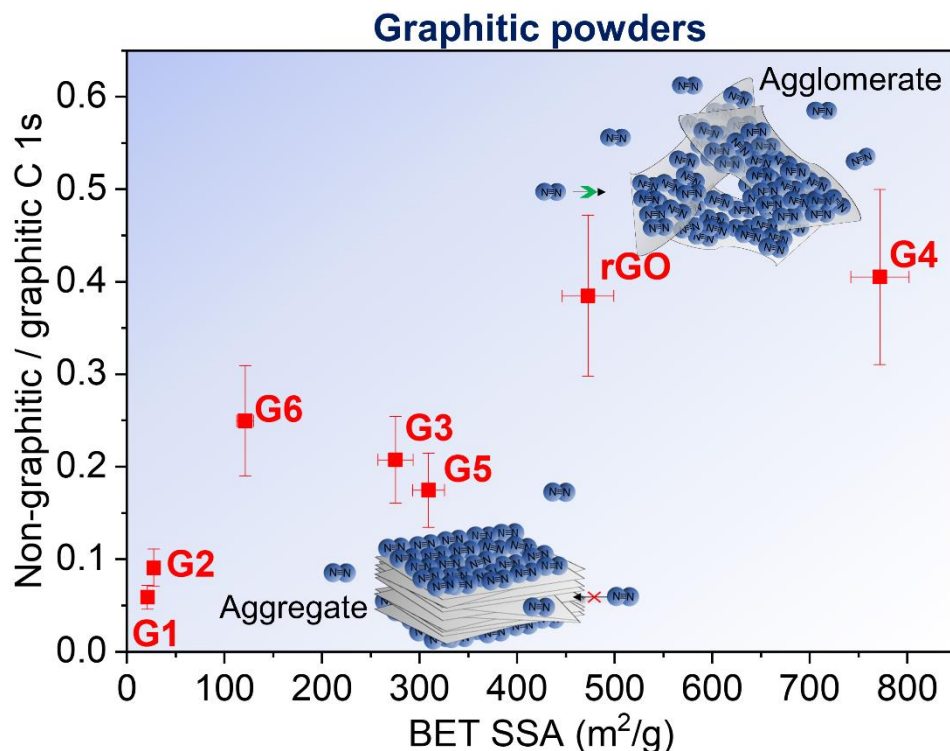 Graphitic powders
Non-graphitic / graphitic C 1s
0.6
0.5
0.4
0.3
0.2
0.1
0.0
Agglomerate
N≡N
rGO
G4
G6
G3
G5
G2
G1
Aggregate
0 100 200 300 400 500 600 700 800
BET SSA (m²/g)